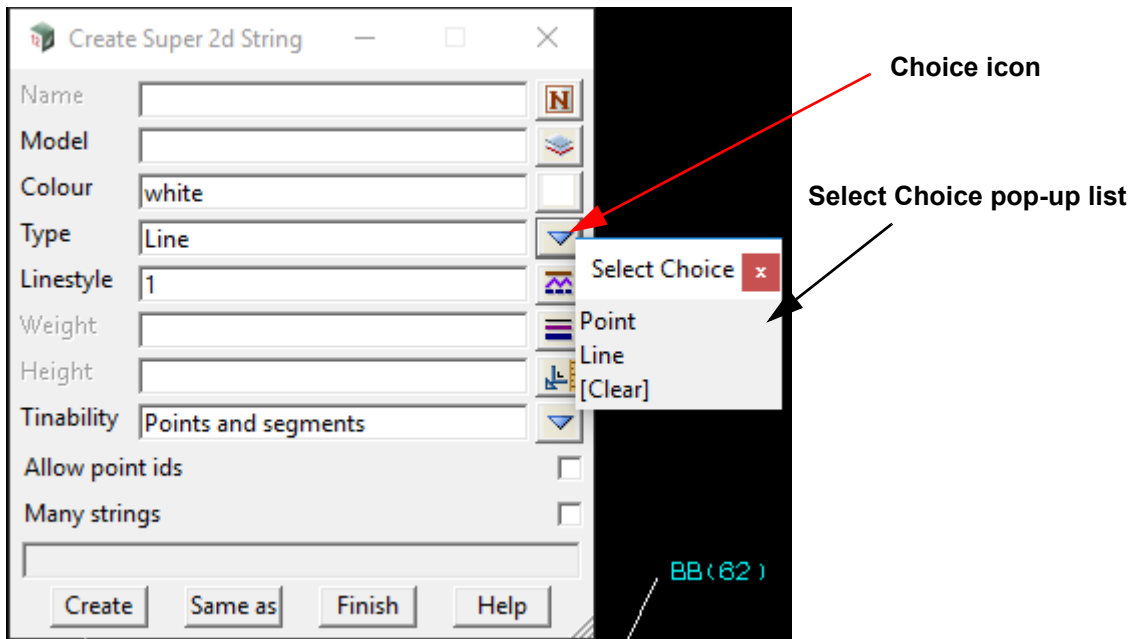 Create Super 2d String
Choice icon
Name
N
Model
Colour white
Select Choice pop-up list
Type Line
Linestyle 1
Select Choice x
Point
Line
[Clear]
Weight
Height
Tinability Points and segments
Allow point ids
Many strings
BB(62)
Create Same as Finish Help